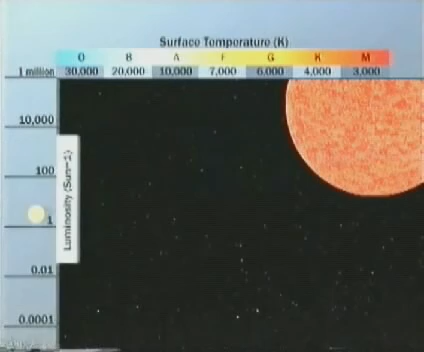 Surface Temperature (K)
O B A F G K M
30,000 20,000 10,000 7,000 6,000 4,000 3,000
1 million
10,000
100
1
0.01
0.0001
Luminosity (Sun=1)